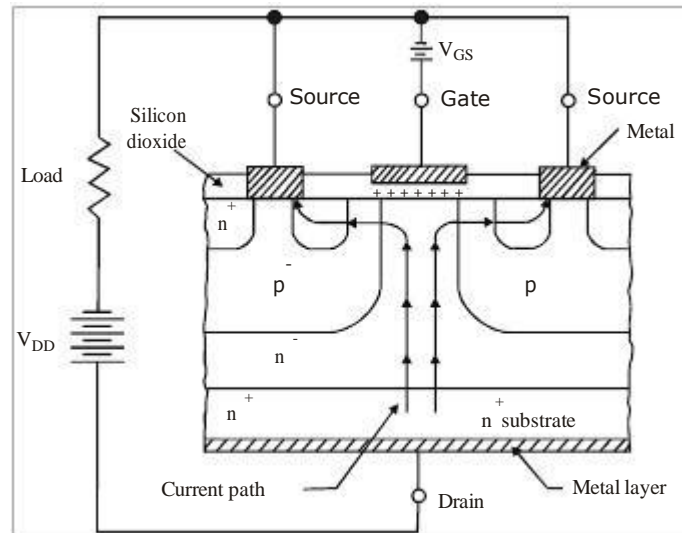 V_GS
Source
Gate
Source
Silicon
dioxide
Metal
Load
+ + + + + + +
n+
p-
p
V_DD
n-
n+
n+ substrate
Current path
Drain
Metal layer